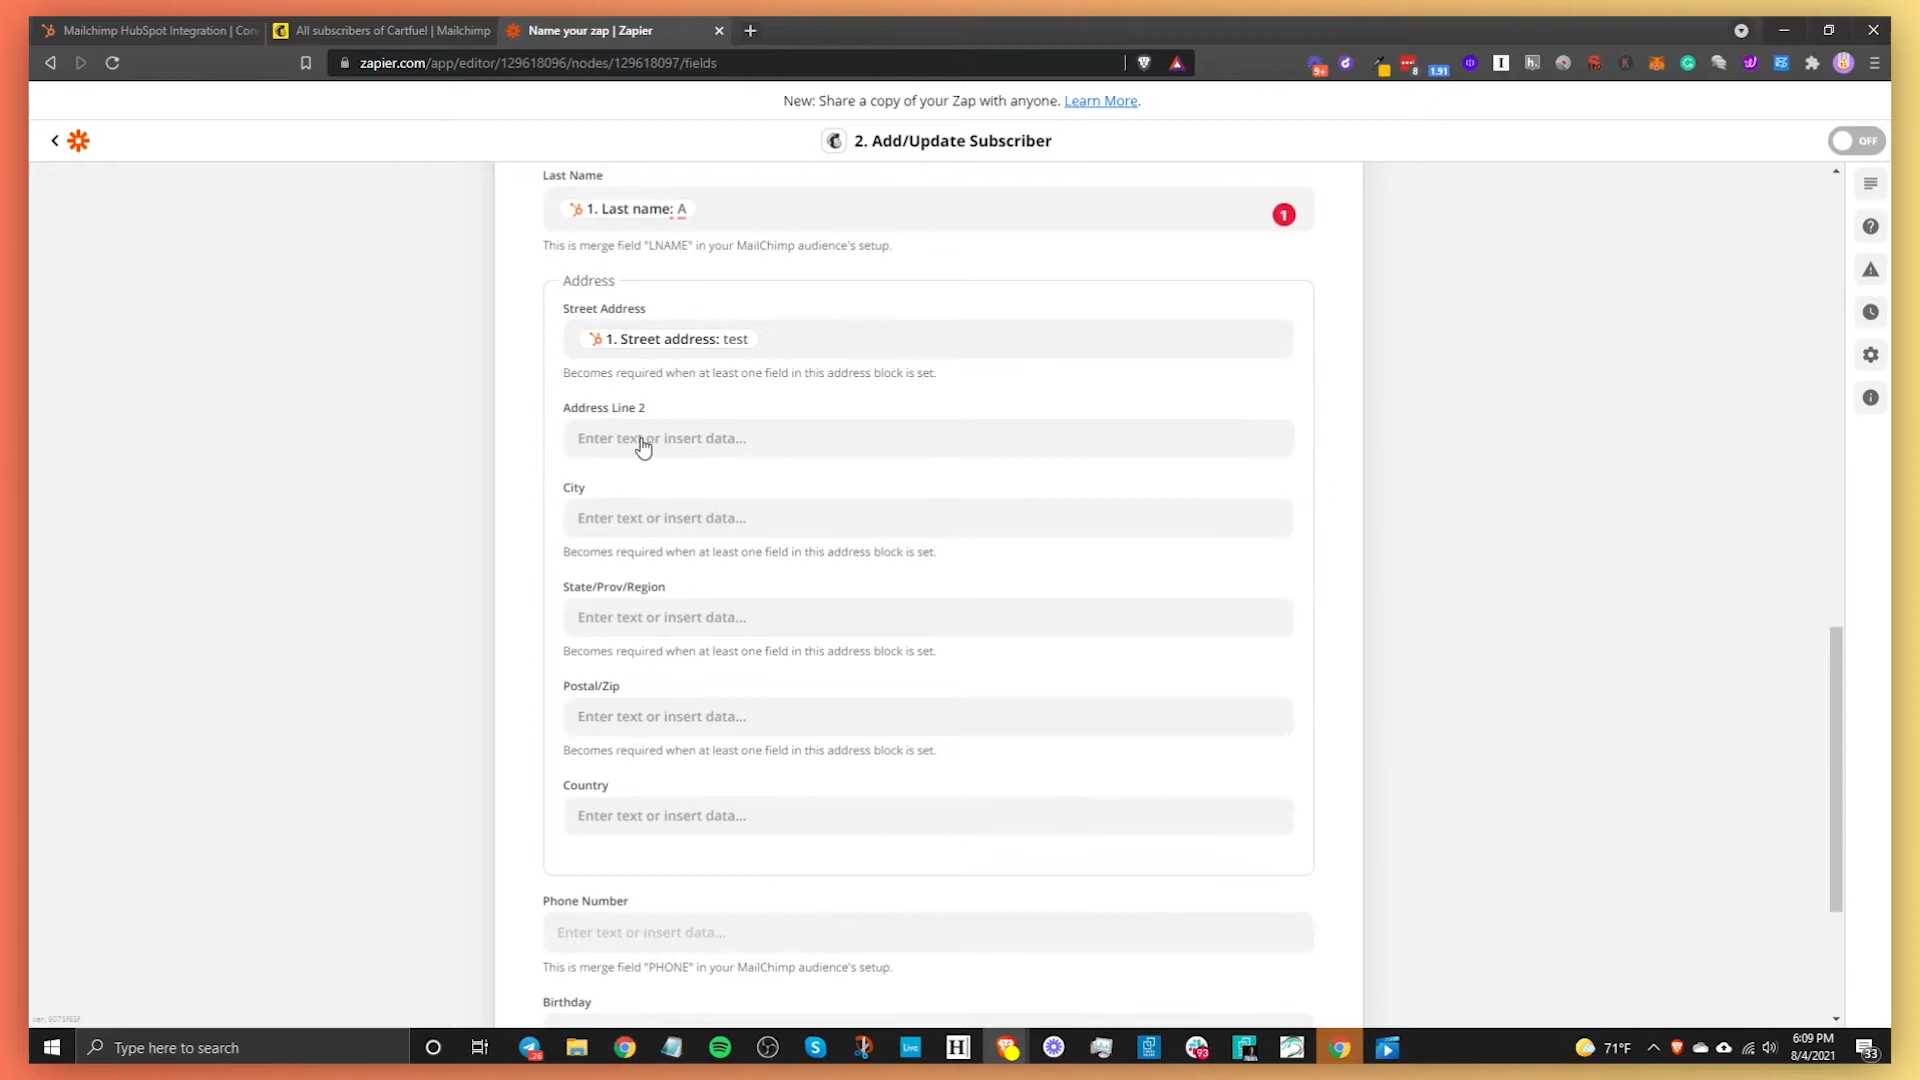 Mailchimp HubSpot Integration | Con
All subscribers of Cartfuel | Mailchimp
Name your zap | Zapier
zapier.com/app/editor/129618096/nodes/129618097/fields
9+
8
1.91
New: Share a copy of your Zap with anyone. Learn More.
2. Add/Update Subscriber
OFF
Last Name
1. Last name: A
1
This is merge field "LNAME" in your MailChimp audience's setup.
Address
Street Address
1. Street address: test
Becomes required when at least one field in this address block is set.
Address Line 2
Enter text or insert data...
City
Enter text or insert data...
Becomes required when at least one field in this address block is set.
State/Prov/Region
Enter text or insert data...
Becomes required when at least one field in this address block is set.
Postal/Zip
Enter text or insert data...
Becomes required when at least one field in this address block is set.
Country
Enter text or insert data...
Phone Number
Enter text or insert data...
This is merge field "PHONE" in your MailChimp audience's setup.
Birthday
Type here to search
26
Live
H
93
71°F
6:09 PM
8/4/2021
33